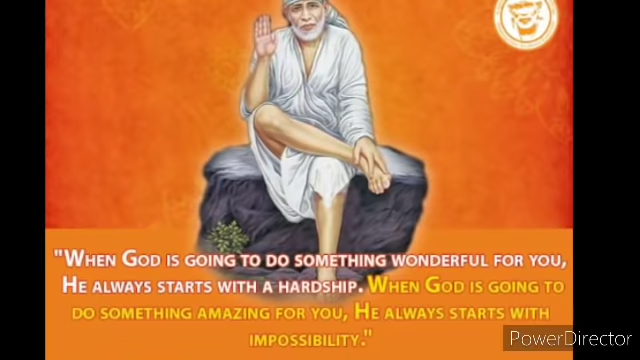 "When God is going to do something wonderful for you,
He always starts with a hardship. When God is going to
do something amazing for you, He always starts with
impossibility."
PowerDirector